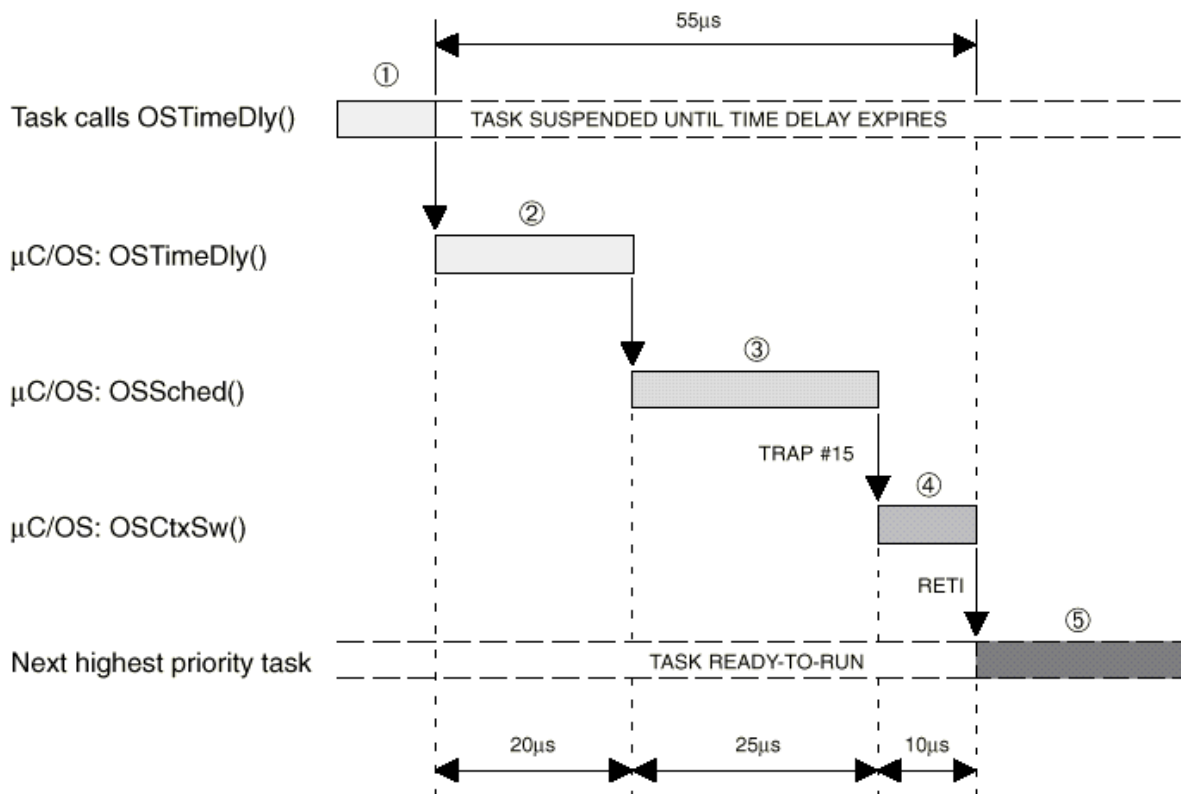 55μs
①
Task calls OSTimeDly()
TASK SUSPENDED UNTIL TIME DELAY EXPIRES
②
μC/OS: OSTimeDly()
③
μC/OS: OSSched()
TRAP #15
④
μC/OS: OSCtxSw()
RETI
⑤
Next highest priority task
TASK READY-TO-RUN
20μs
25μs
10μs